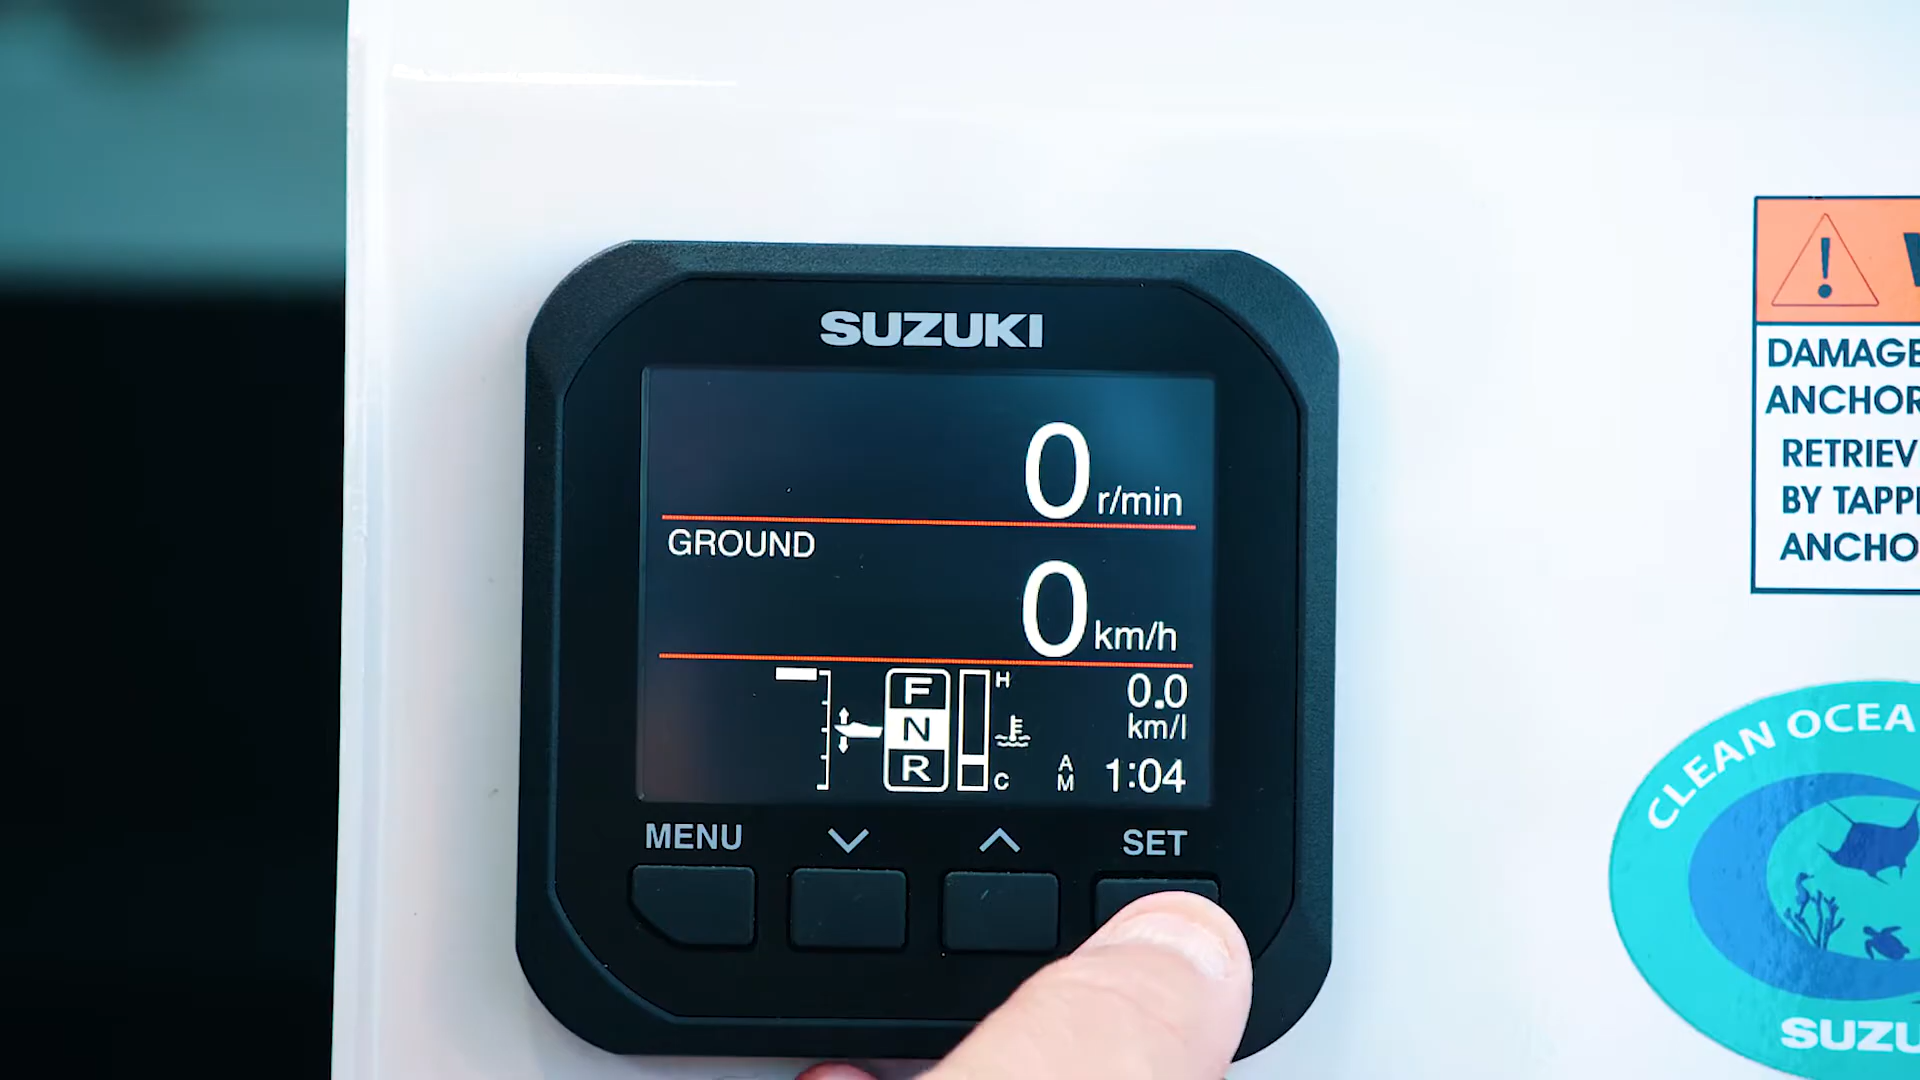 SUZUKI
0 r/min
GROUND
0 km/h
F
N
R
H
C
0.0
km/l
AM 1:04
MENU
SET
DAMAGE
ANCHOR
RETRIEV
BY TAPP
ANCHO
CLEAN OCEA
SUZU